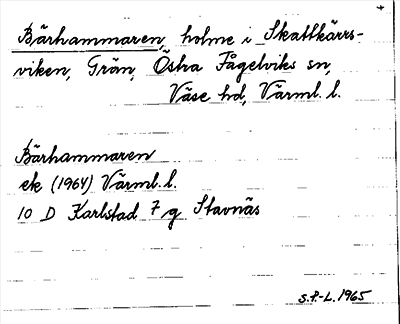 Bärhammaren, holme i Skattkärrs-
viken, Grän, Östra Fågelviks sn,
Väse hd, Värml. l.
Bärhammaren
ek (1964) Värml. l.
10 D Karlstad 7 g Stavnäs
S.P.-L. 1965